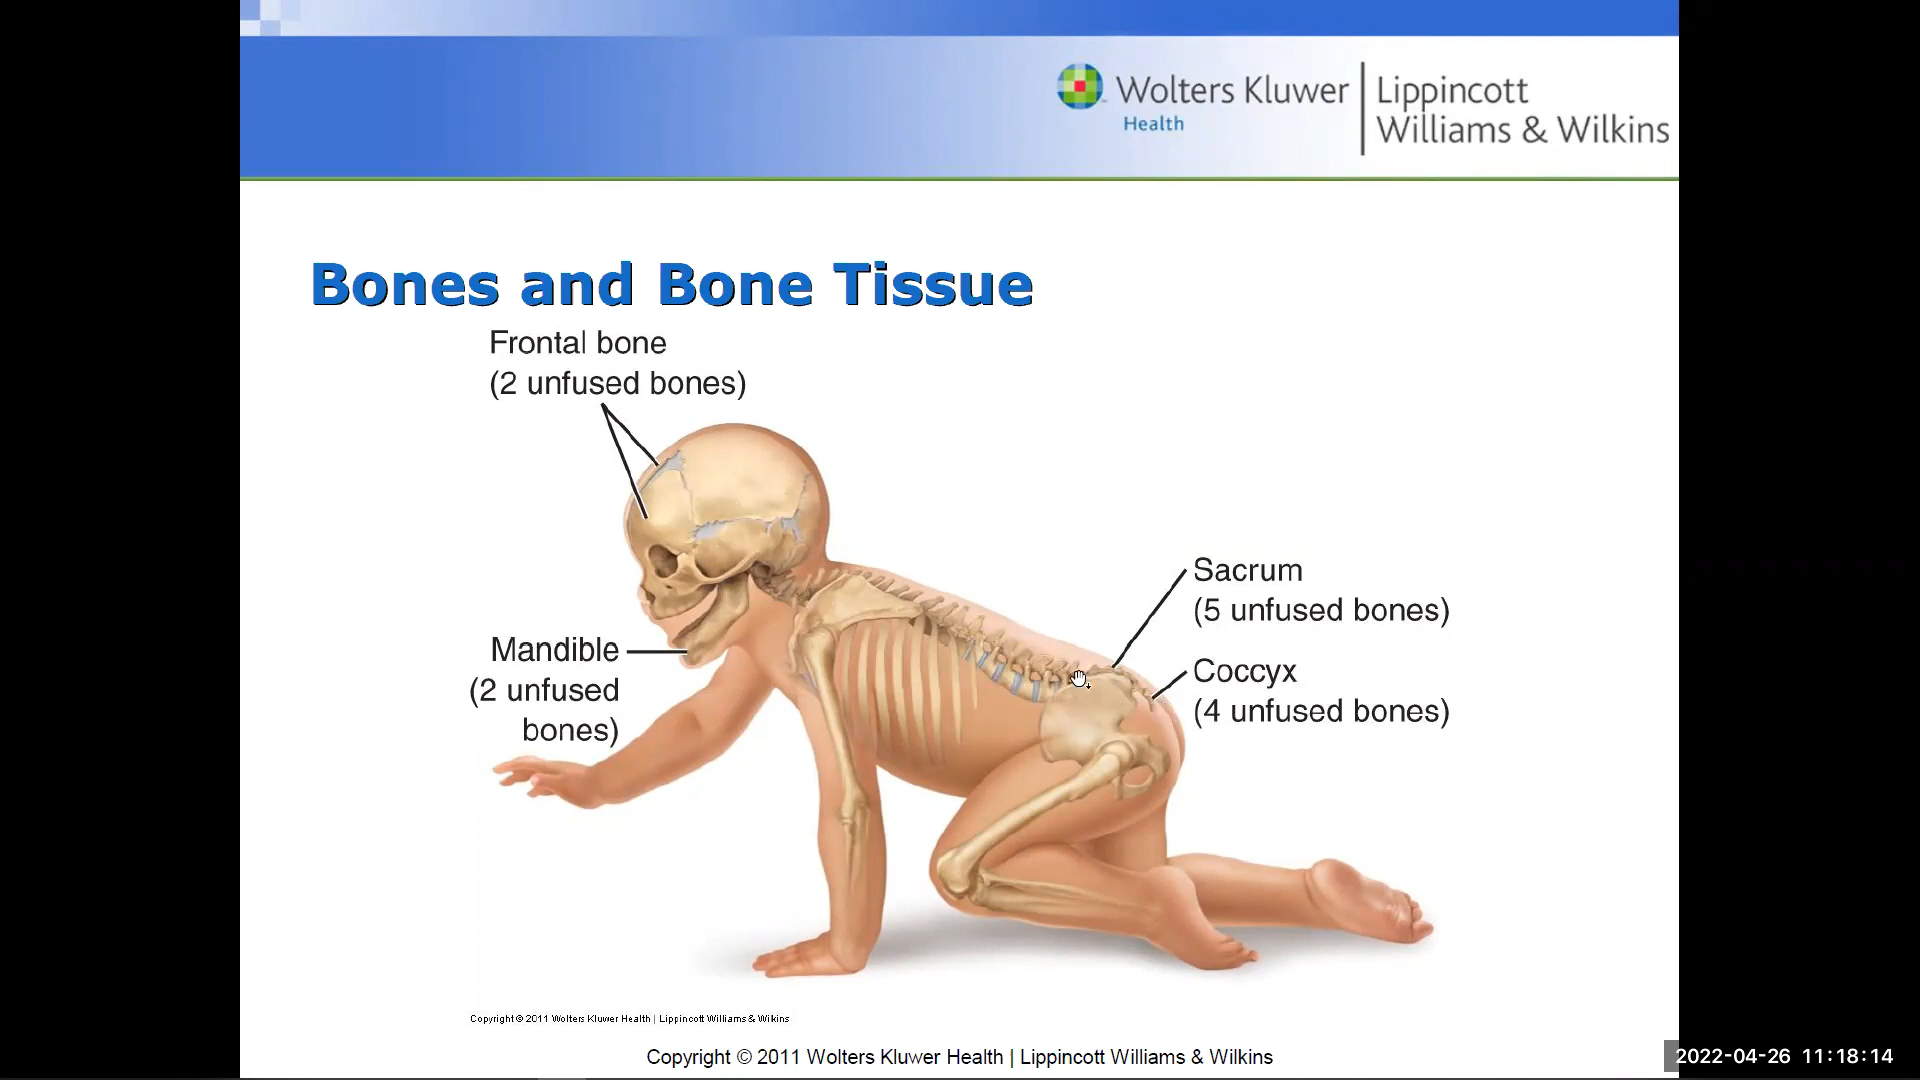 Wolters Kluwer
Health
Lippincott
Williams & Wilkins
Bones and Bone Tissue
Frontal bone
(2 unfused bones)
Sacrum
(5 unfused bones)
Mandible
(2 unfused
bones)
Coccyx
(4 unfused bones)
Copyright © 2011 Wolters Kluwer Health | Lippincott Williams & Wilkins
Copyright © 2011 Wolters Kluwer Health | Lippincott Williams & Wilkins
2022-04-26 11:18:14